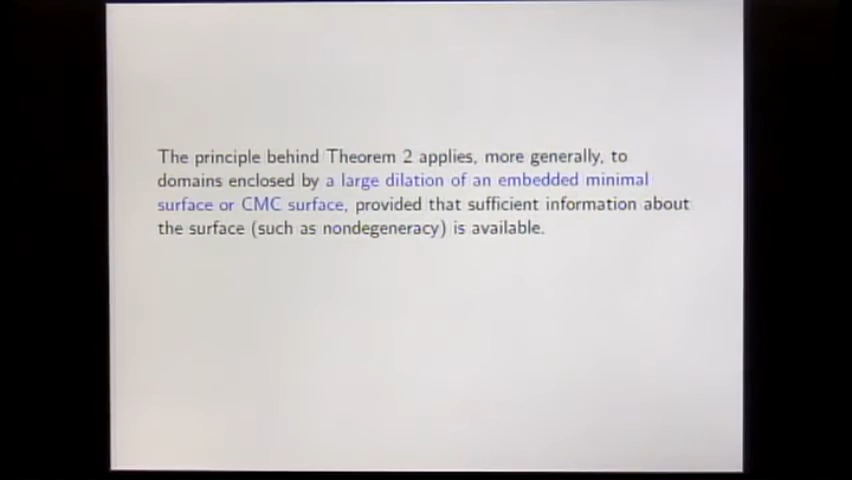 The principle behind Theorem 2 applies, more generally, to
domains enclosed by a large dilation of an embedded minimal
surface or CMC surface, provided that sufficient information about
the surface (such as nondegeneracy) is available.